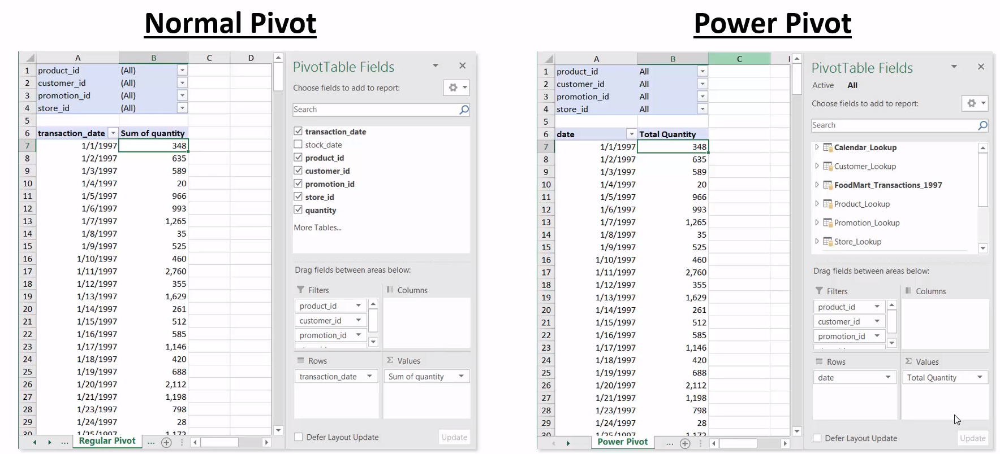 Normal Pivot
A B C D
1 product_id (All)
2 customer_id (All)
3 promotion_id (All)
4 store_id (All)
5
6 transaction_date Sum of quantity
7 1/1/1997 348
8 1/2/1997 635
9 1/3/1997 589
10 1/4/1997 20
11 1/5/1997 966
12 1/6/1997 993
13 1/7/1997 1,265
14 1/8/1997 35
15 1/9/1997 525
16 1/10/1997 460
17 1/11/1997 2,760
18 1/12/1997 355
19 1/13/1997 1,629
20 1/14/1997 261
21 1/15/1997 512
22 1/16/1997 585
23 1/17/1997 1,146
24 1/18/1997 420
25 1/19/1997 688
26 1/20/1997 2,112
27 1/21/1997 1,198
28 1/23/1997 798
29 1/24/1997 28
30 1/25/1997 1,172
... Regular Pivot ...
PivotTable Fields
Choose fields to add to report:
Search
transaction_date
stock_date
product_id
customer_id
promotion_id
store_id
quantity
More Tables...
Drag fields between areas below:
Filters
product_id
customer_id
promotion_id
Columns
Rows
transaction_date
Σ Values
Sum of quantity
Defer Layout Update
Update
Power Pivot
A B C
1 product_id All
2 customer_id All
3 promotion_id All
4 store_id All
5
6 date Total Quantity
7 1/1/1997 348
8 1/2/1997 635
9 1/3/1997 589
10 1/4/1997 20
11 1/5/1997 966
12 1/6/1997 993
13 1/7/1997 1,265
14 1/8/1997 35
15 1/9/1997 525
16 1/10/1997 460
17 1/11/1997 2,760
18 1/12/1997 355
19 1/13/1997 1,629
20 1/14/1997 261
21 1/15/1997 512
22 1/16/1997 585
23 1/17/1997 1,146
24 1/18/1997 420
25 1/19/1997 688
26 1/20/1997 2,112
27 1/21/1997 1,198
28 1/23/1997 798
29 1/24/1997 28
30 1/25/1997 1,172
Power Pivot ...
PivotTable Fields
Active All
Choose fields to add to report:
Search
Calendar_Lookup
Customer_Lookup
FoodMart_Transactions_1997
Product_Lookup
Promotion_Lookup
Store_Lookup
Drag fields between areas below:
Filters
product_id
customer_id
promotion_id
Columns
Rows
date
Σ Values
Total Quantity
Defer Layout Update
Update